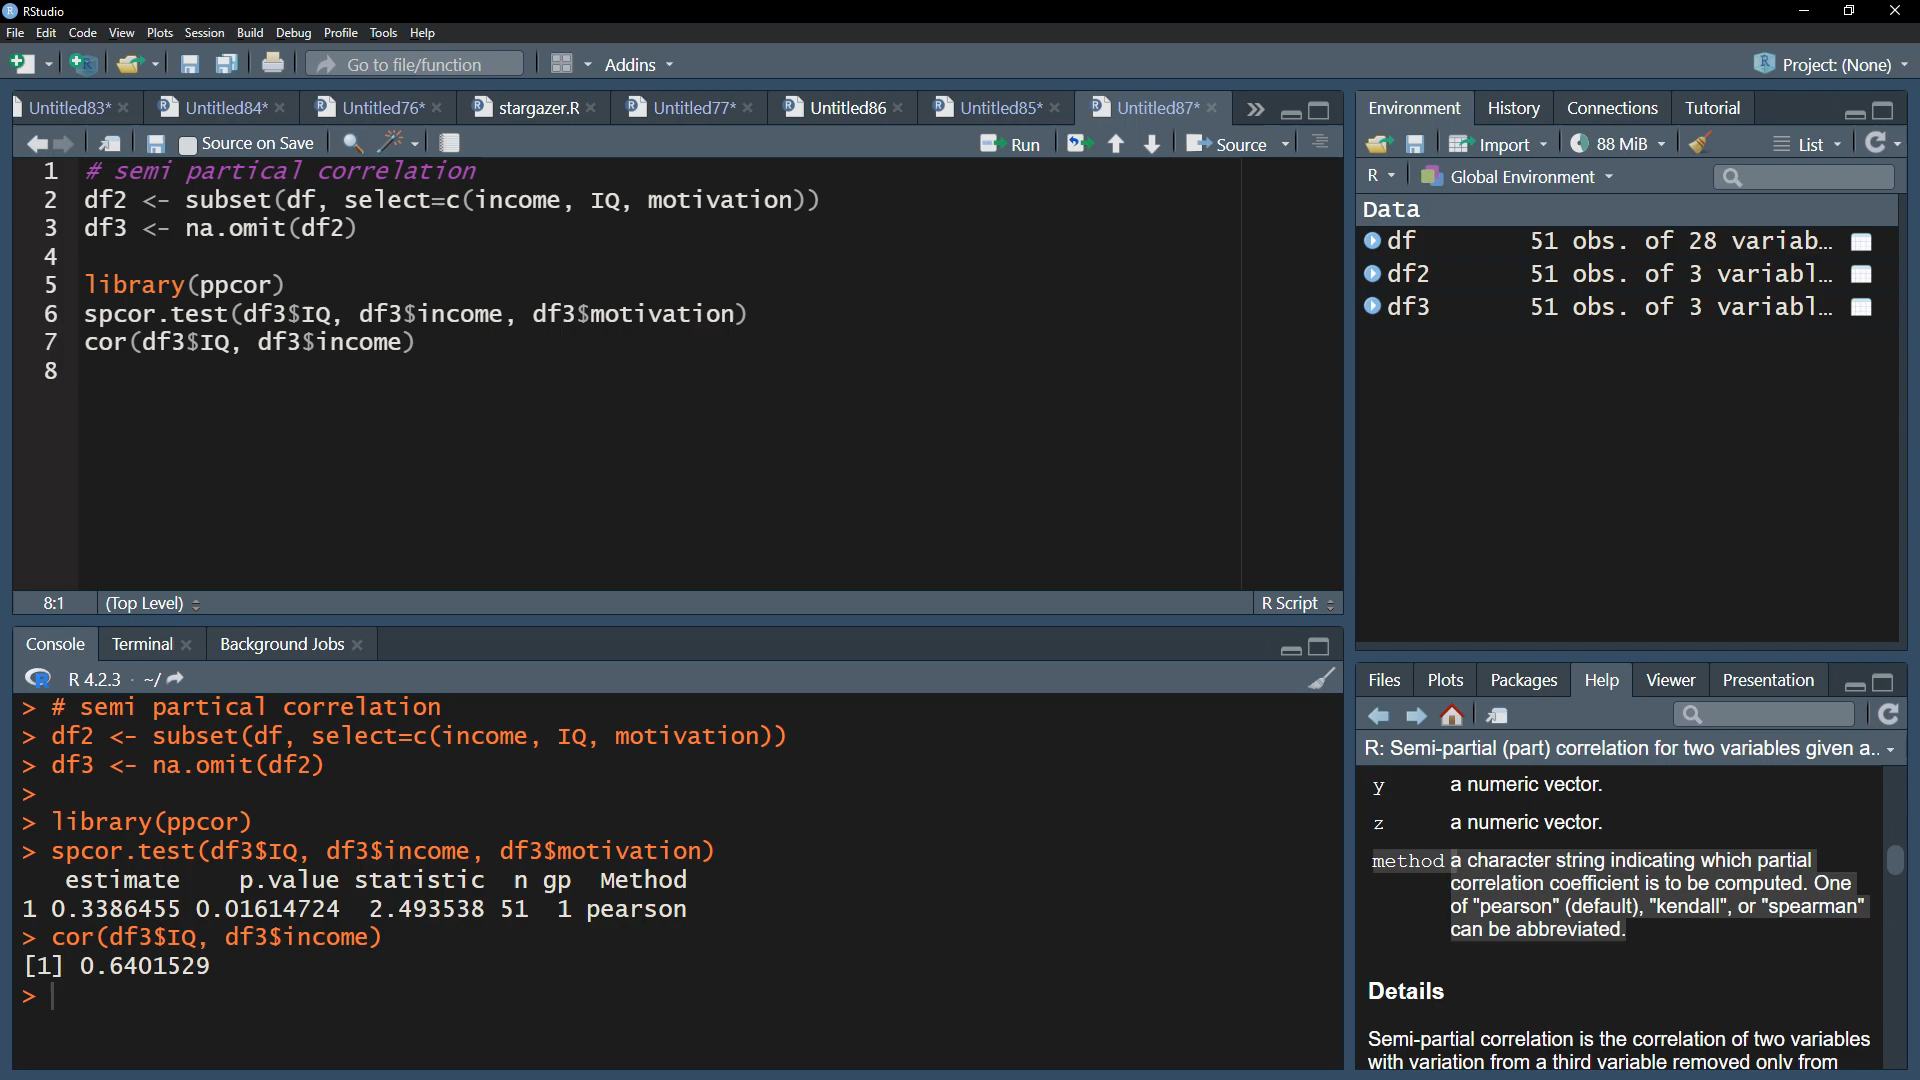 RStudio
File Edit Code View Plots Session Build Debug Profile Tools Help
Go to file/function Addins Project: (None)
Untitled83* Untitled84* Untitled76* stargazer.R Untitled77* Untitled86 Untitled85* Untitled87*
Source on Save Run Source
1 # semi partical correlation
2 df2 <- subset(df, select=c(income, IQ, motivation))
3 df3 <- na.omit(df2)
4
5 library(ppcor)
6 spcor.test(df3$IQ, df3$income, df3$motivation)
7 cor(df3$IQ, df3$income)
8
8:1 (Top Level) R Script
Console Terminal Background Jobs
R 4.2.3 · ~/
> # semi partical correlation
> df2 <- subset(df, select=c(income, IQ, motivation))
> df3 <- na.omit(df2)
>
> library(ppcor)
> spcor.test(df3$IQ, df3$income, df3$motivation)
estimate p.value statistic n gp Method
1 0.3386455 0.01614724 2.493538 51 1 pearson
> cor(df3$IQ, df3$income)
[1] 0.6401529
>
Environment History Connections Tutorial
Import 88 MiB List
R Global Environment
Data
df 51 obs. of 28 variab...
df2 51 obs. of 3 variabl...
df3 51 obs. of 3 variabl...
Files Plots Packages Help Viewer Presentation
R: Semi-partial (part) correlation for two variables given a..
y a numeric vector.
z a numeric vector.
method a character string indicating which partial
correlation coefficient is to be computed. One
of "pearson" (default), "kendall", or "spearman"
can be abbreviated.
Details
Semi-partial correlation is the correlation of two variables
with variation from a third variable removed only from